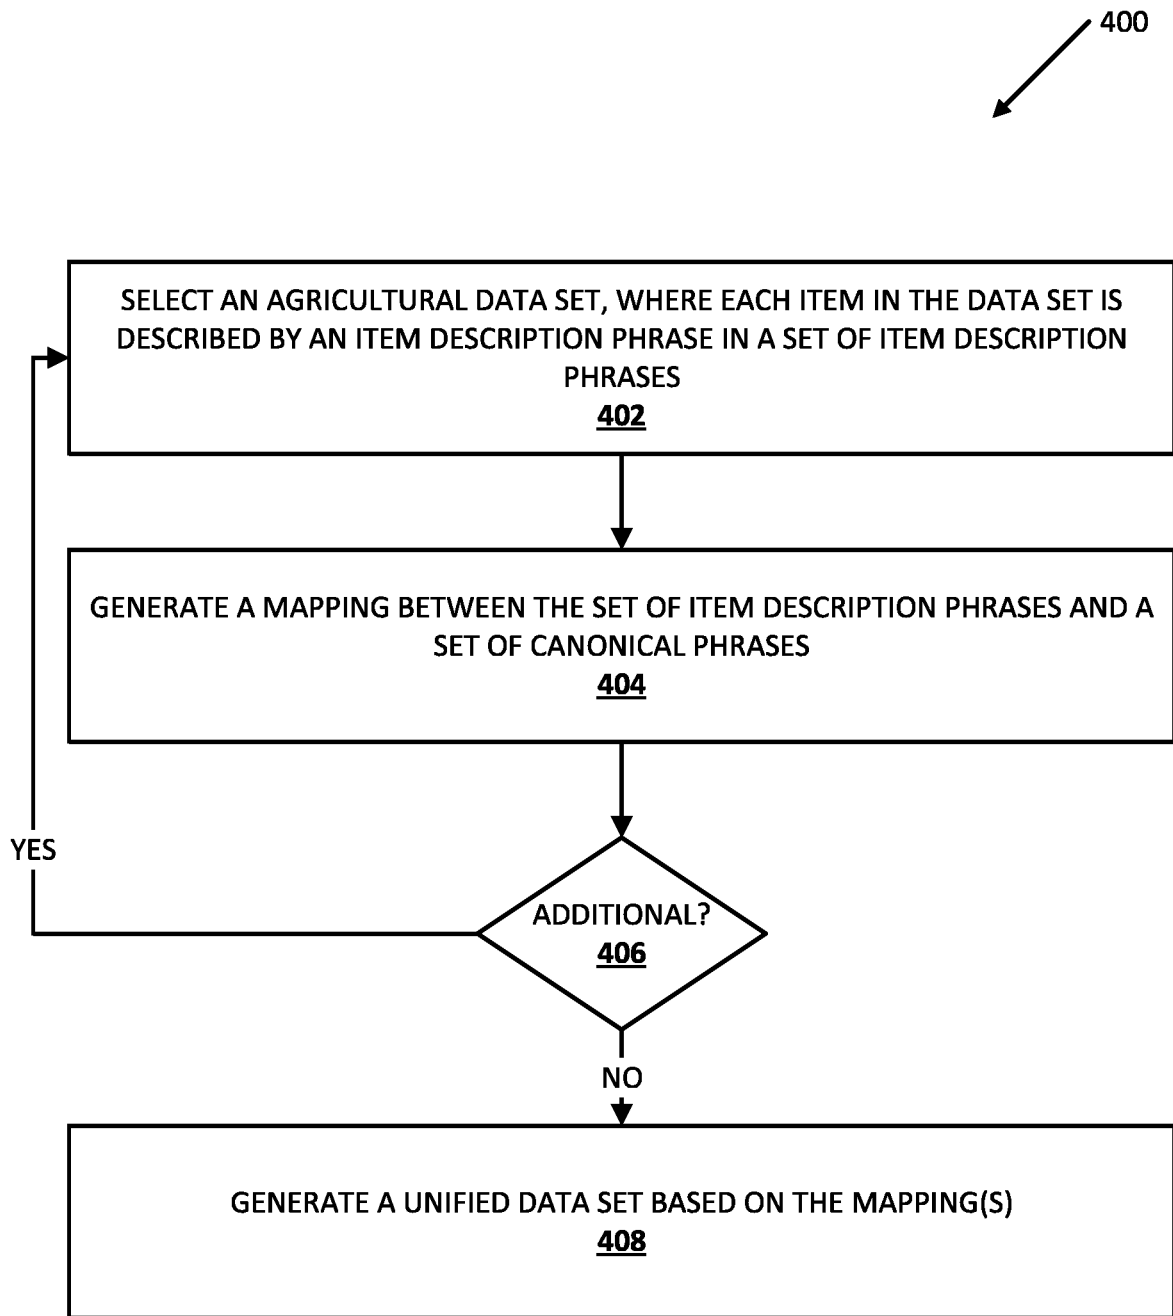 400
SELECT AN AGRICULTURAL DATA SET, WHERE EACH ITEM IN THE DATA SET IS
DESCRIBED BY AN ITEM DESCRIPTION PHRASE IN A SET OF ITEM DESCRIPTION
PHRASES
402
GENERATE A MAPPING BETWEEN THE SET OF ITEM DESCRIPTION PHRASES AND A
SET OF CANONICAL PHRASES
404
YES
ADDITIONAL?
406
NO
GENERATE A UNIFIED DATA SET BASED ON THE MAPPING(S)
408